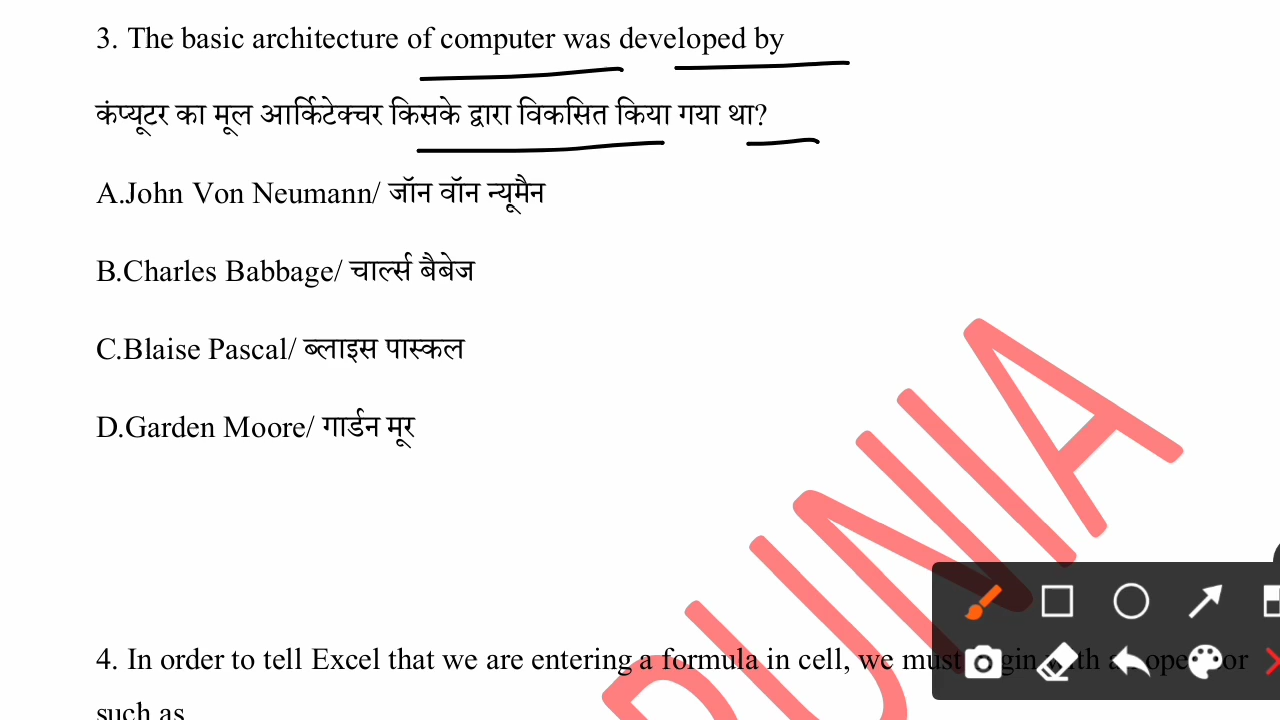 3. The basic architecture of computer was developed by
कंप्यूटर का मूल आर्किटेक्चर किसके द्वारा विकसित किया गया था?
A.John Von Neumann/ जॉन वॉन न्यूमैन
B.Charles Babbage/ चार्ल्स बैबेज
C.Blaise Pascal/ ब्लाइस पास्कल
D.Garden Moore/ गार्डन मूर
PUNIA
4. In order to tell Excel that we are entering a formula in cell, we must
such as